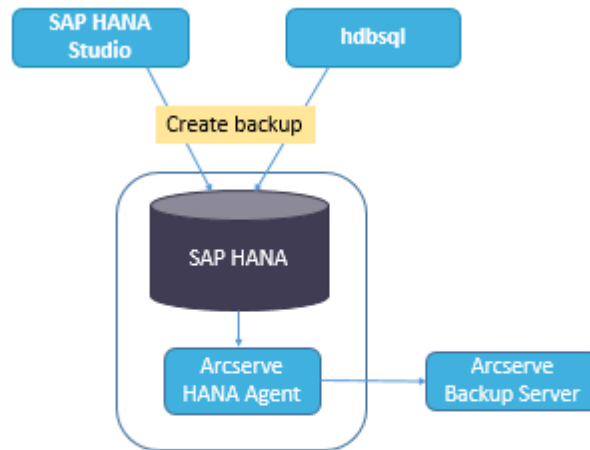 SAP HANA
Studio
hdbsql
Create backup
SAP HANA
Arcserve
HANA Agent
Arcserve
Backup Server